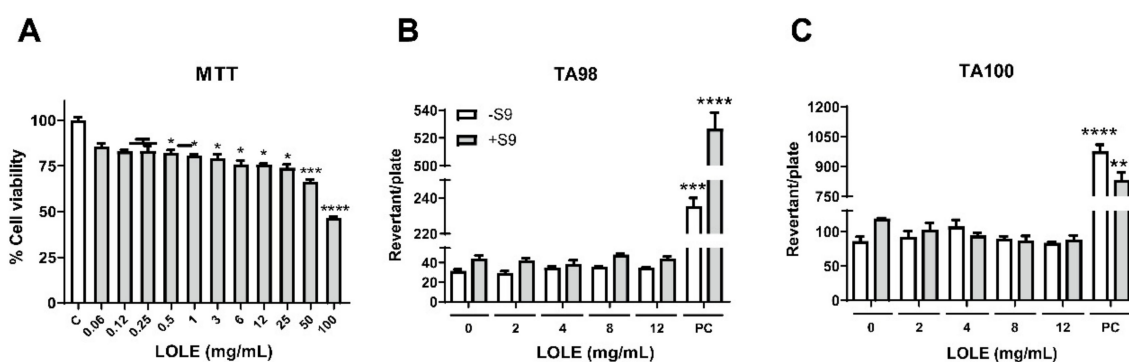 A
MTT
% Cell viability
100
75
50
25
0
* * * * * * *** ****
C 0.06 0.12 0.25 0.5 1 3 6 12 25 50 100
LOLE (mg/mL)
B
TA98
Revertant/plate
540
520
500
240
220
40
20
0
-S9
+S9
*** ****
0 2 4 8 12 PC
LOLE (mg/mL)
C
TA100
Revertant/plate
1200
1050
900
750
100
50
0
**** **
0 2 4 8 12 PC
LOLE (mg/mL)